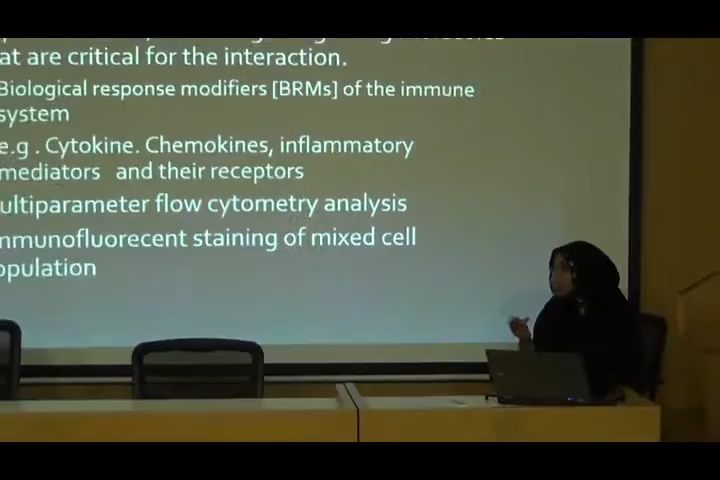 at are critical for the interaction.
Biological response modifiers [BRMs] of the immune
system
e.g . Cytokine. Chemokines, inflammatory
mediators and their receptors
ultiparameter flow cytometry analysis
mmunofluorecent staining of mixed cell
opulation